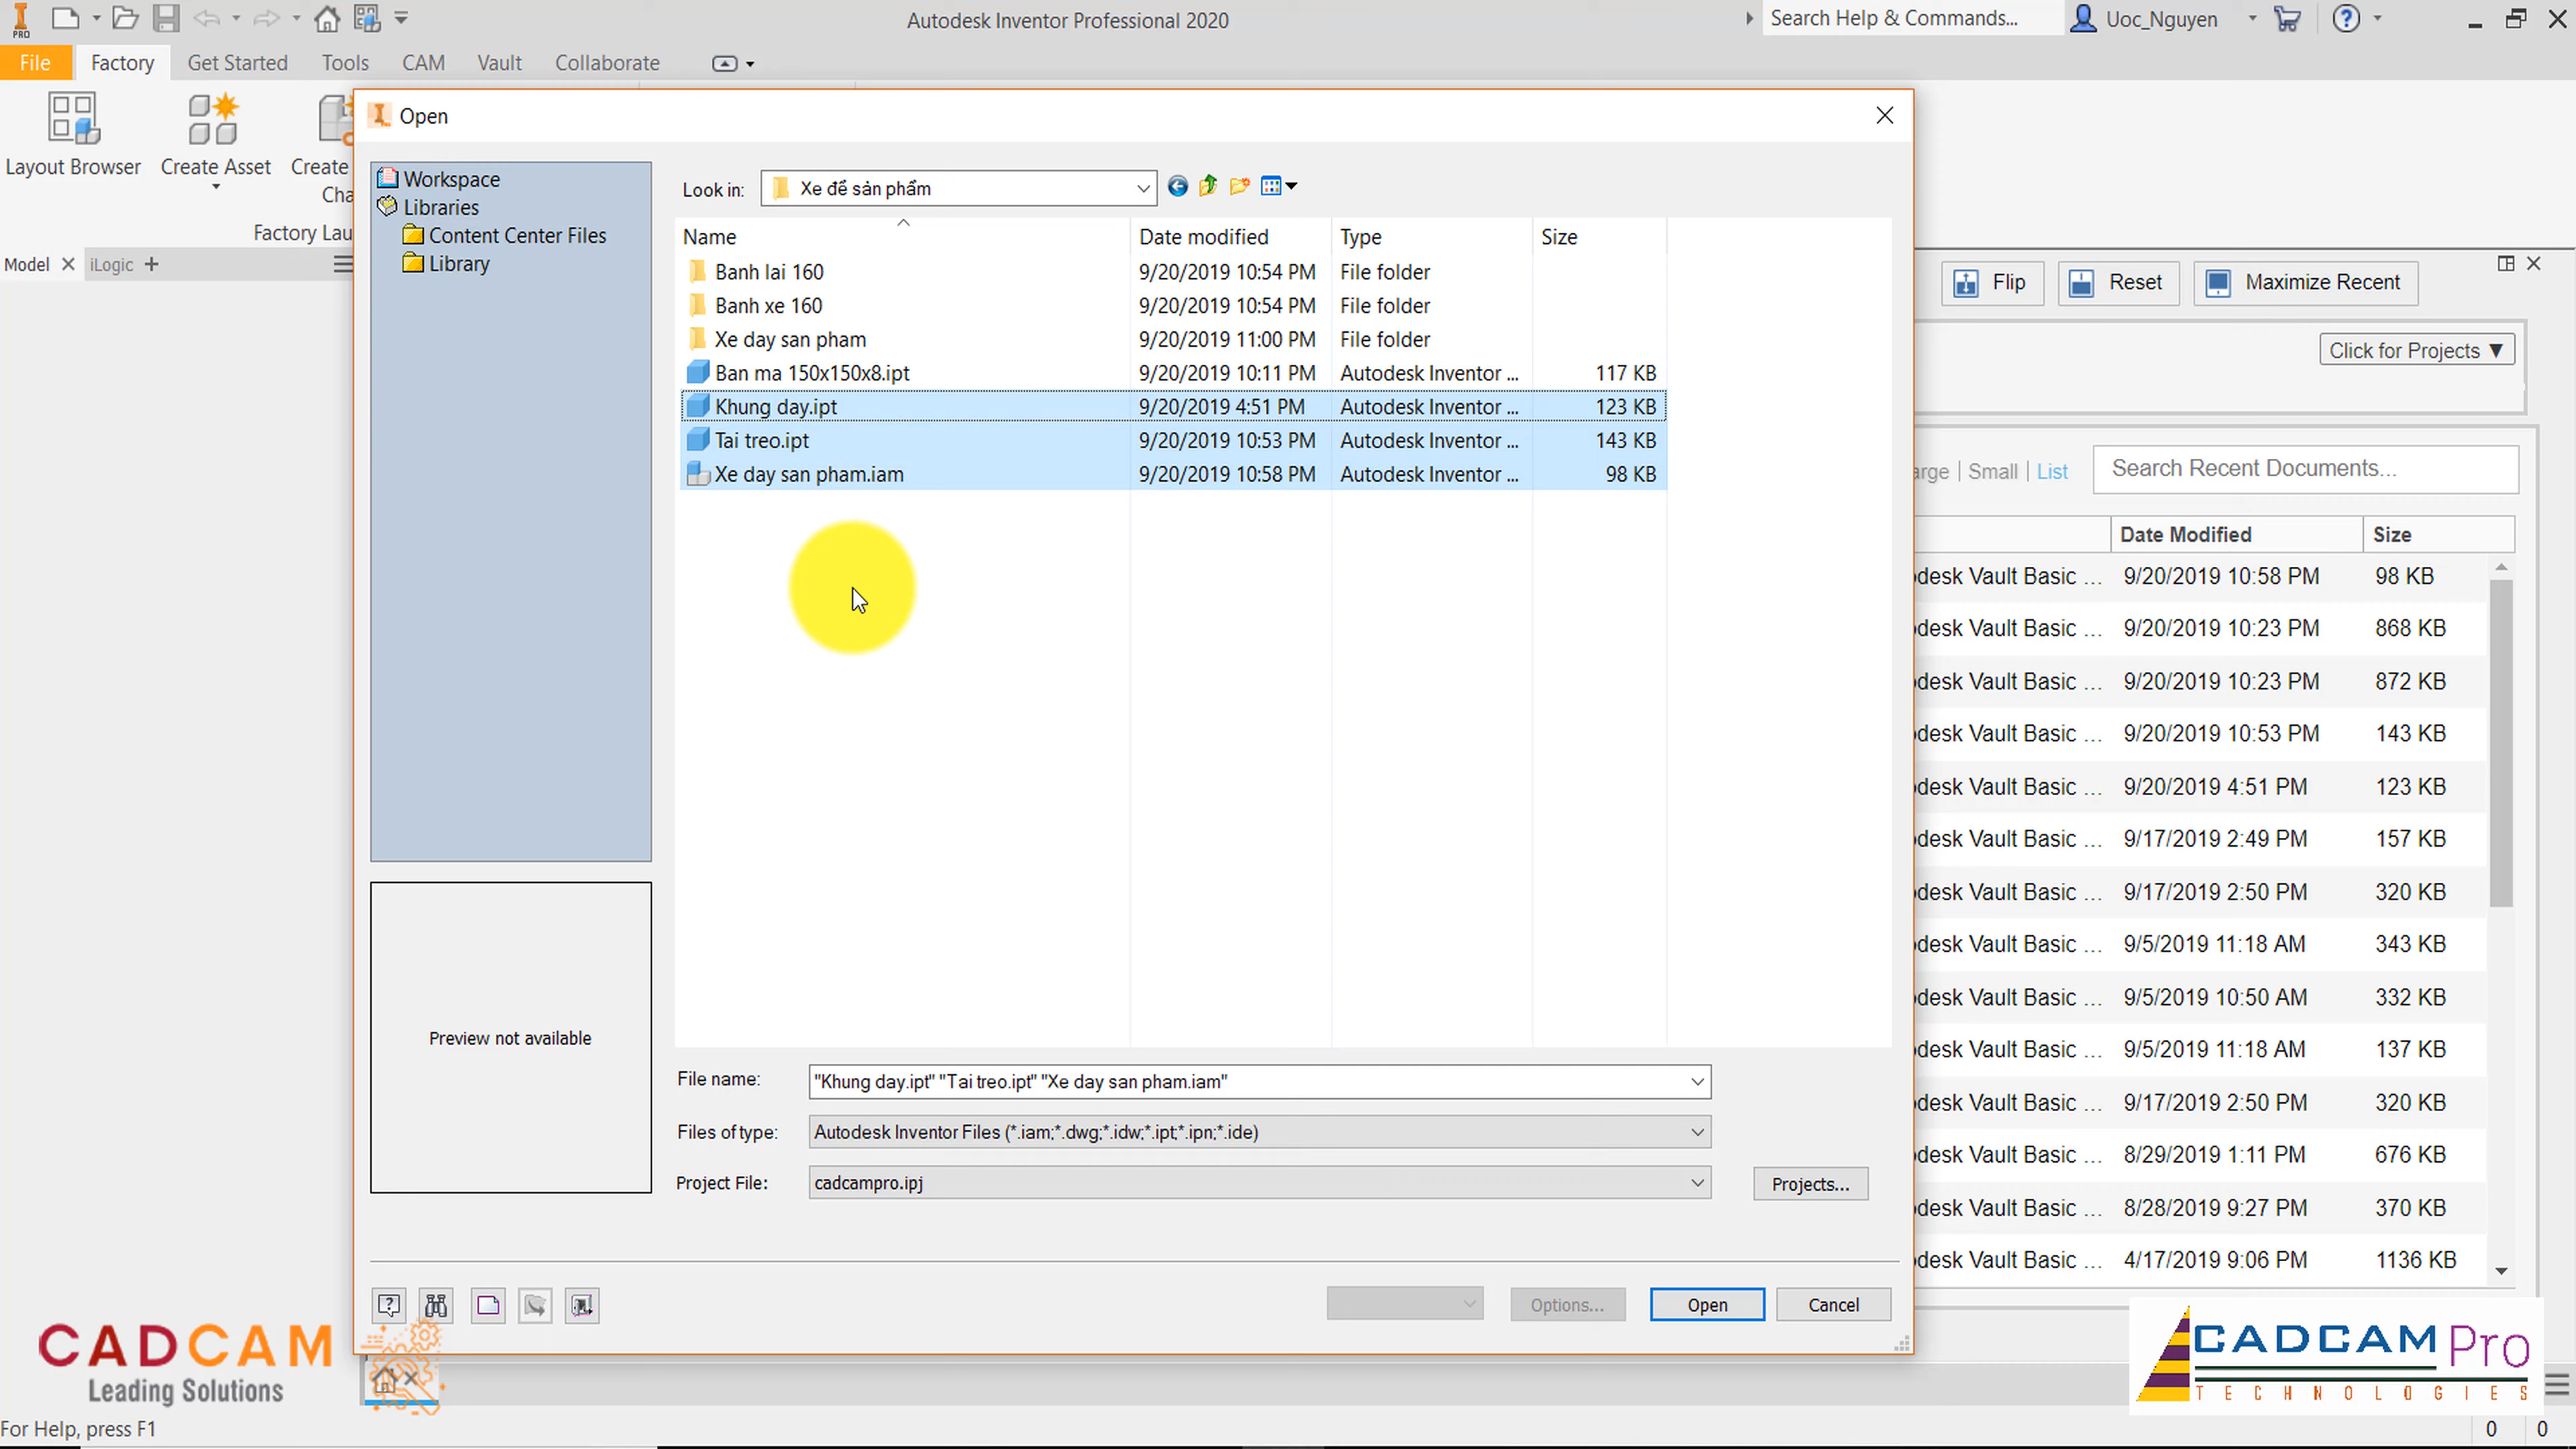 PRO
Autodesk Inventor Professional 2020
Search Help & Commands...
Uoc_Nguyen
File Factory Get Started Tools CAM Vault Collaborate
Layout Browser
Create Asset
Create
Cha
Factory Lau
Model
iLogic
Flip
Reset
Maximize Recent
Click for Projects ▼
Open
Workspace
Libraries
Content Center Files
Library
Look in: Xe để sản phẩm
Name Date modified Type Size
Banh lai 160 9/20/2019 10:54 PM File folder
Banh xe 160 9/20/2019 10:54 PM File folder
Xe day san pham 9/20/2019 11:00 PM File folder
Ban ma 150x150x8.ipt 9/20/2019 10:11 PM Autodesk Inventor ... 117 KB
Khung day.ipt 9/20/2019 4:51 PM Autodesk Inventor ... 123 KB
Tai treo.ipt 9/20/2019 10:53 PM Autodesk Inventor ... 143 KB
Xe day san pham.iam 9/20/2019 10:58 PM Autodesk Inventor ... 98 KB
Preview not available
File name: "Khung day.ipt" "Tai treo.ipt" "Xe day san pham.iam"
Files of type: Autodesk Inventor Files (*.iam;*.dwg;*.idw;*.ipt;*.ipn;*.ide)
Project File: cadcampro.ipj
Projects...
Options...
Open
Cancel
arge | Small | List
Search Recent Documents...
Date Modified Size
desk Vault Basic ... 9/20/2019 10:58 PM 98 KB
desk Vault Basic ... 9/20/2019 10:23 PM 868 KB
desk Vault Basic ... 9/20/2019 10:23 PM 872 KB
desk Vault Basic ... 9/20/2019 10:53 PM 143 KB
desk Vault Basic ... 9/20/2019 4:51 PM 123 KB
desk Vault Basic ... 9/17/2019 2:49 PM 157 KB
desk Vault Basic ... 9/17/2019 2:50 PM 320 KB
desk Vault Basic ... 9/5/2019 11:18 AM 343 KB
desk Vault Basic ... 9/5/2019 10:50 AM 332 KB
desk Vault Basic ... 9/5/2019 11:18 AM 137 KB
desk Vault Basic ... 9/17/2019 2:50 PM 320 KB
desk Vault Basic ... 8/29/2019 1:11 PM 676 KB
desk Vault Basic ... 8/28/2019 9:27 PM 370 KB
desk Vault Basic ... 4/17/2019 9:06 PM 1136 KB
CADCAM
Leading Solutions
CADCAM Pro
TECHNOLOGIES
For Help, press F1
0 0